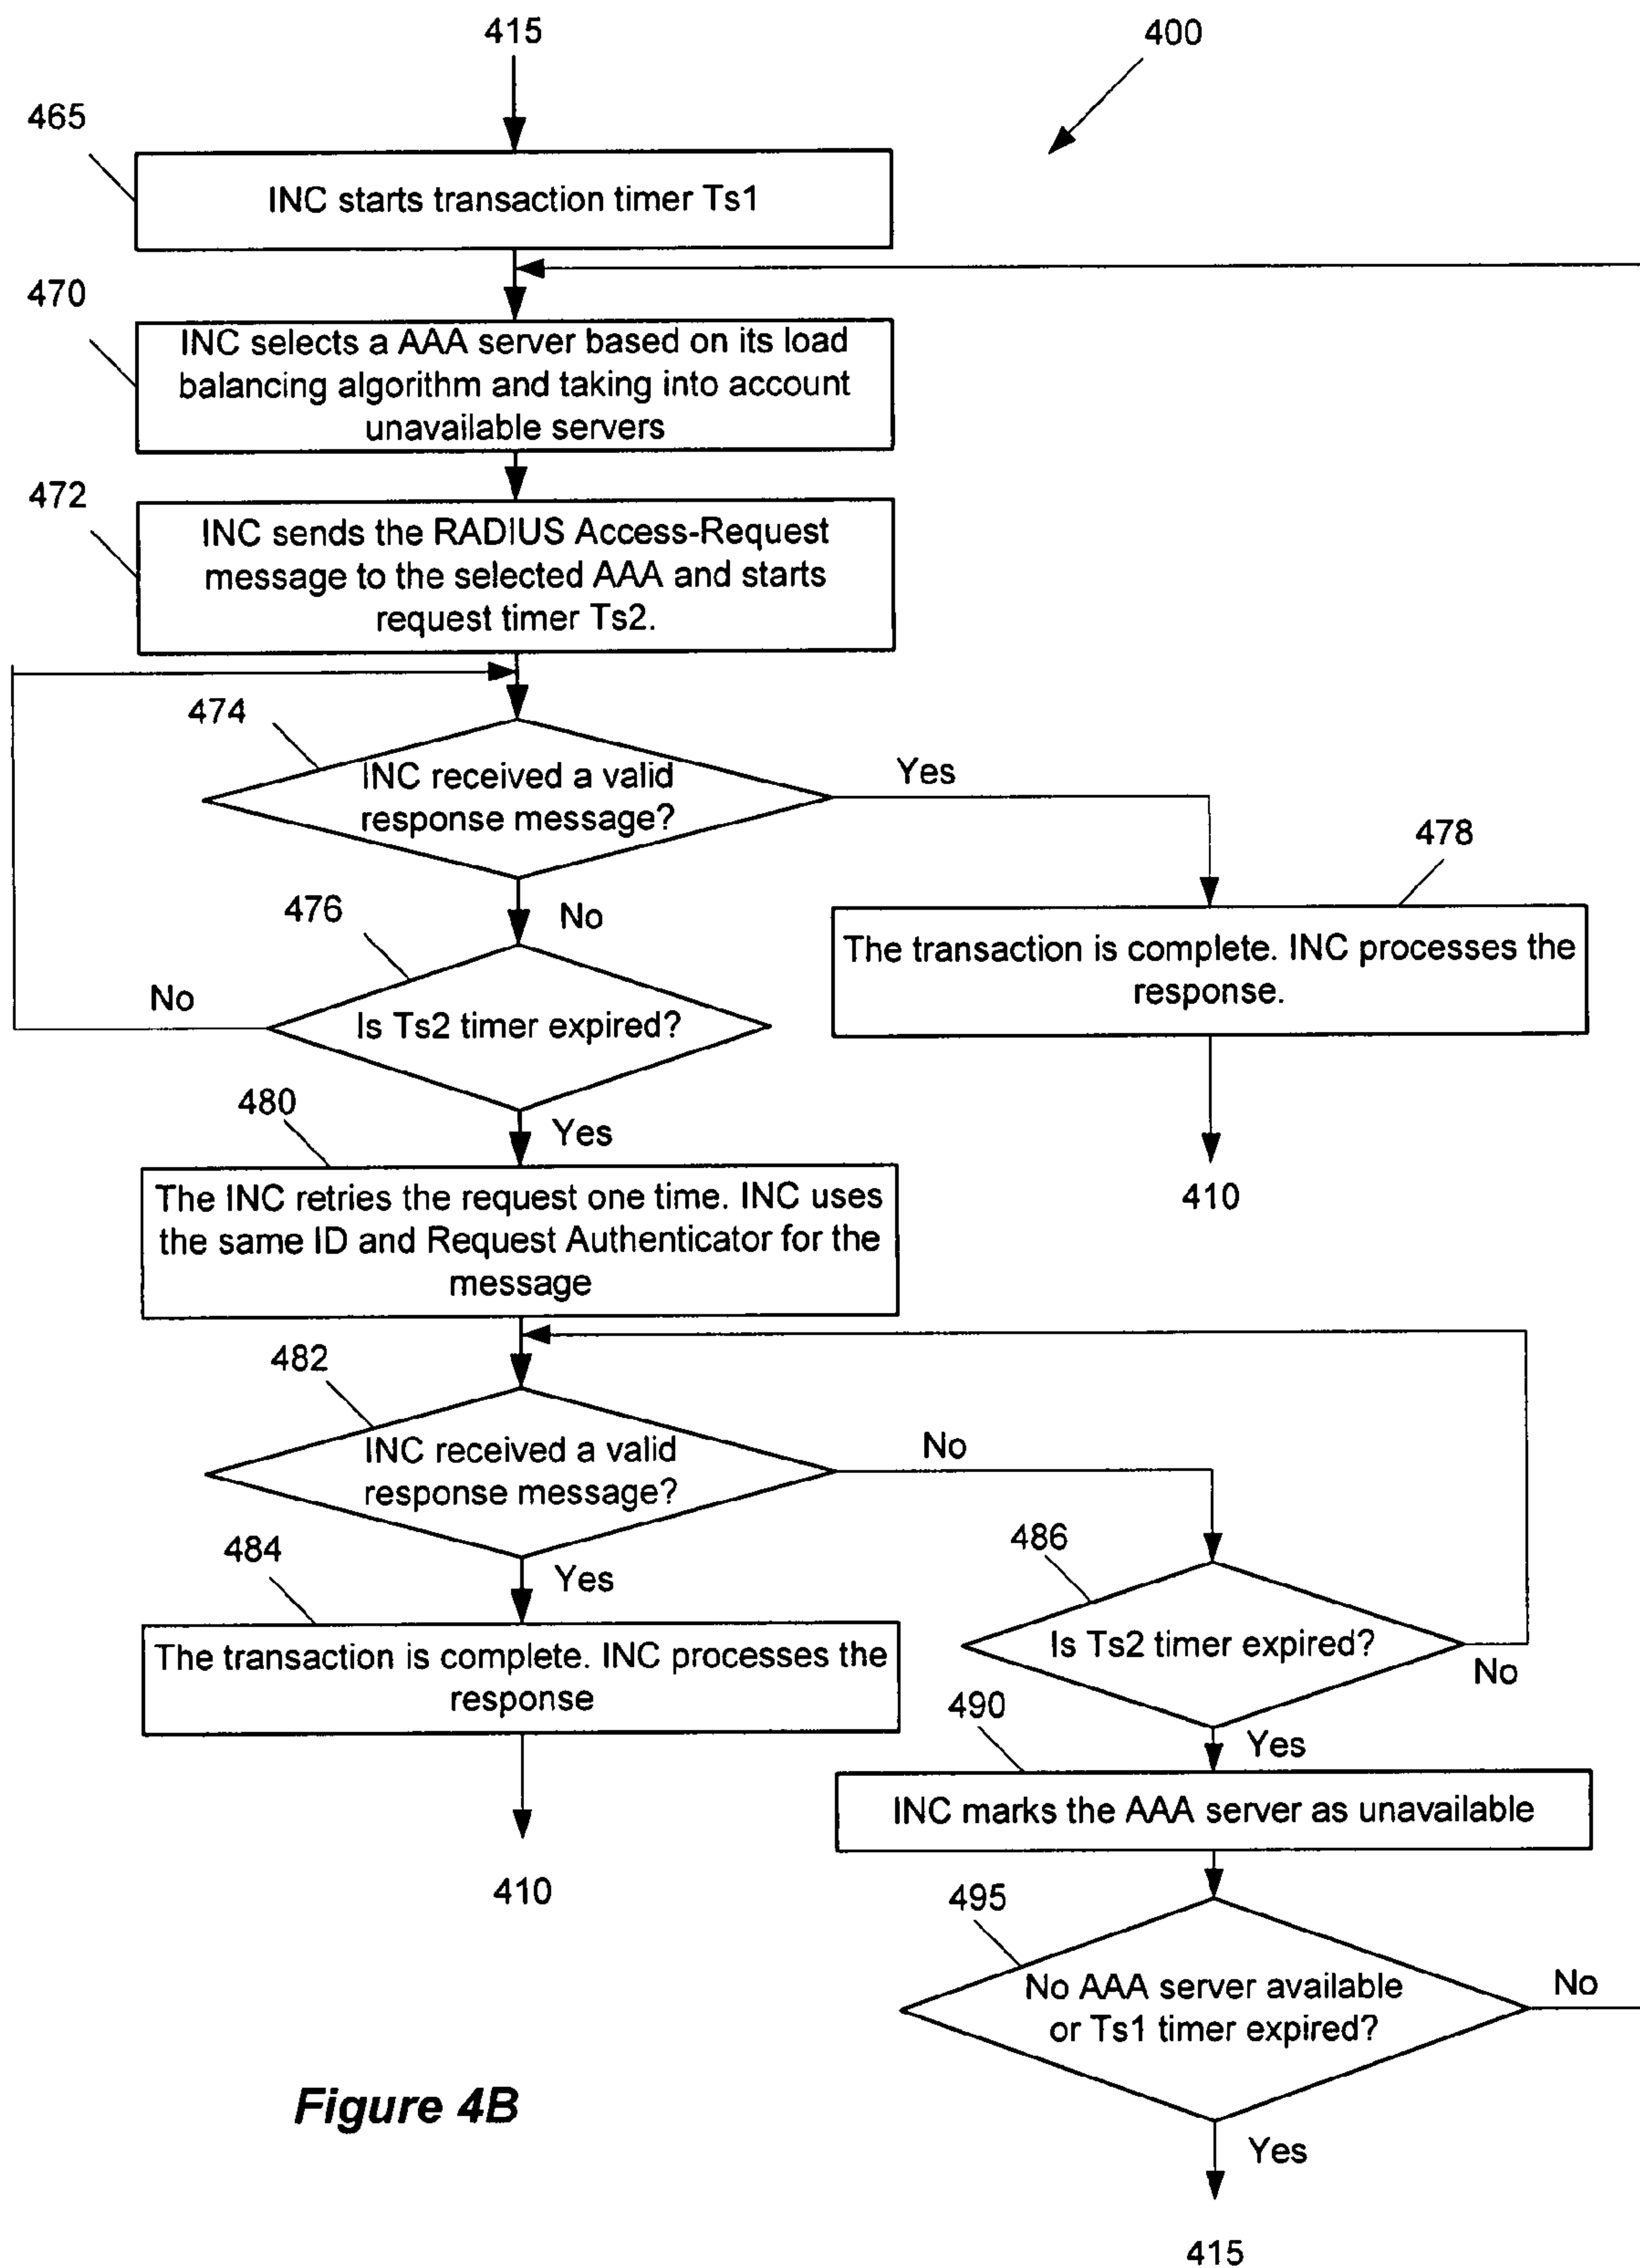 415
400
465
INC starts transaction timer Ts1
470
INC selects a AAA server based on its load
balancing algorithm and taking into account
unavailable servers
472
INC sends the RADIUS Access-Request
message to the selected AAA and starts
request timer Ts2.
474
INC received a valid
response message?
Yes
478
476
No
The transaction is complete. INC processes the
response.
No
Is Ts2 timer expired?
480
Yes
410
The INC retries the request one time. INC uses
the same ID and Request Authenticator for the
message
482
INC received a valid
response message?
No
484
Yes
486
The transaction is complete. INC processes the
response
Is Ts2 timer expired?
No
490
Yes
INC marks the AAA server as unavailable
410
495
No AAA server available
or Ts1 timer expired?
No
Figure 4B
Yes
415